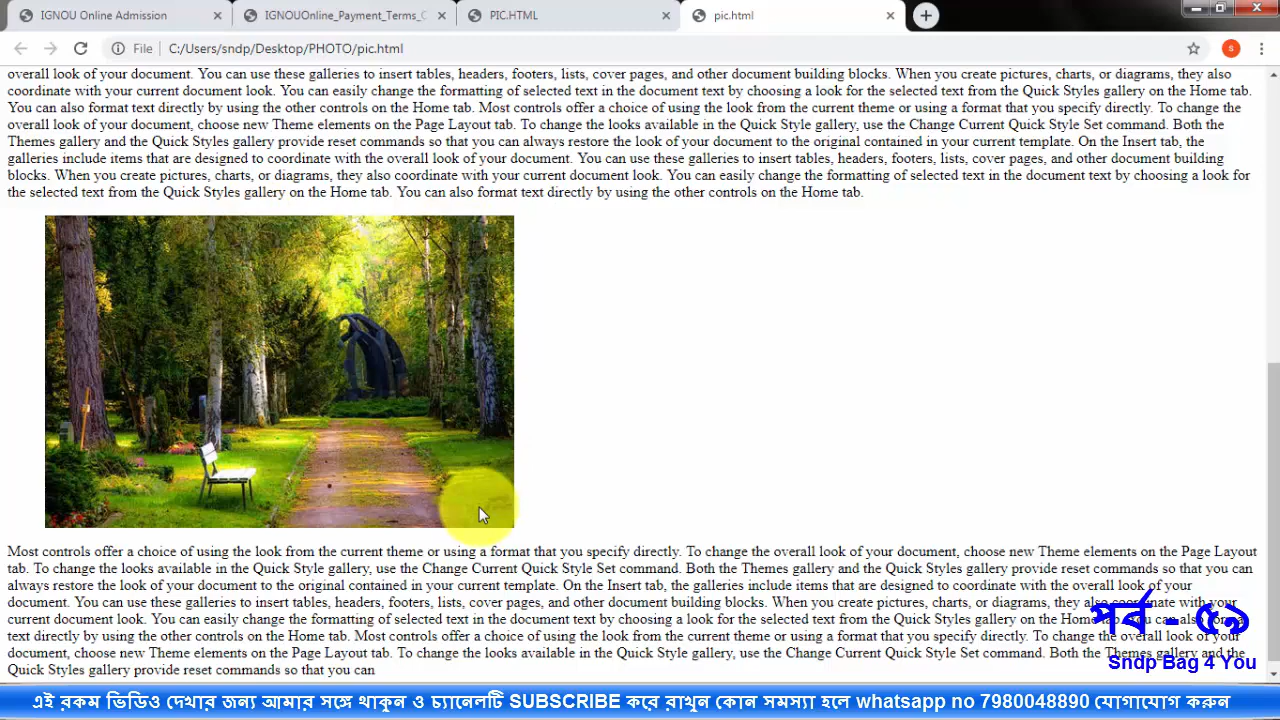 IGNOU Online Admission
IGNOUOnline_Payment_Terms_C
PIC.HTML
pic.html
File C:/Users/sndp/Desktop/PHOTO/pic.html
S
overall look of your document. You can use these galleries to insert tables, headers, footers, lists, cover pages, and other document building blocks. When you create pictures, charts, or diagrams, they also
coordinate with your current document look. You can easily change the formatting of selected text in the document text by choosing a look for the selected text from the Quick Styles gallery on the Home tab.
You can also format text directly by using the other controls on the Home tab. Most controls offer a choice of using the look from the current theme or using a format that you specify directly. To change the
overall look of your document, choose new Theme elements on the Page Layout tab. To change the looks available in the Quick Style gallery, use the Change Current Quick Style Set command. Both the
Themes gallery and the Quick Styles gallery provide reset commands so that you can always restore the look of your document to the original contained in your current template. On the Insert tab, the
galleries include items that are designed to coordinate with the overall look of your document. You can use these galleries to insert tables, headers, footers, lists, cover pages, and other document building
blocks. When you create pictures, charts, or diagrams, they also coordinate with your current document look. You can easily change the formatting of selected text in the document text by choosing a look for
the selected text from the Quick Styles gallery on the Home tab. You can also format text directly by using the other controls on the Home tab.
Most controls offer a choice of using the look from the current theme or using a format that you specify directly. To change the overall look of your document, choose new Theme elements on the Page Layout
tab. To change the looks available in the Quick Style gallery, use the Change Current Quick Style Set command. Both the Themes gallery and the Quick Styles gallery provide reset commands so that you can
always restore the look of your document to the original contained in your current template. On the Insert tab, the galleries include items that are designed to coordinate with the overall look of your
document. You can use these galleries to insert tables, headers, footers, lists, cover pages, and other document building blocks. When you create pictures, charts, or diagrams, they also coordinate with your
current document look. You can easily change the formatting of selected text in the document text by choosing a look for the selected text from the Quick Styles gallery on the Home tab. You can also format
text directly by using the other controls on the Home tab. Most controls offer a choice of using the look from the current theme or using a format that you specify directly. To change the overall look of your
document, choose new Theme elements on the Page Layout tab. To change the looks available in the Quick Style gallery, use the Change Current Quick Style Set command. Both the Themes gallery and the
Quick Styles gallery provide reset commands so that you can
পর্ব - ৫৯
Sndp Bag 4 You
এই রকম ভিডিও দেখার জন্য আমার সঙ্গে থাকুন ও চ্যানেলটি SUBSCRIBE করে রাখুন কোন সমস্যা হলে whatsapp no 7980048890 যোগাযোগ করুন